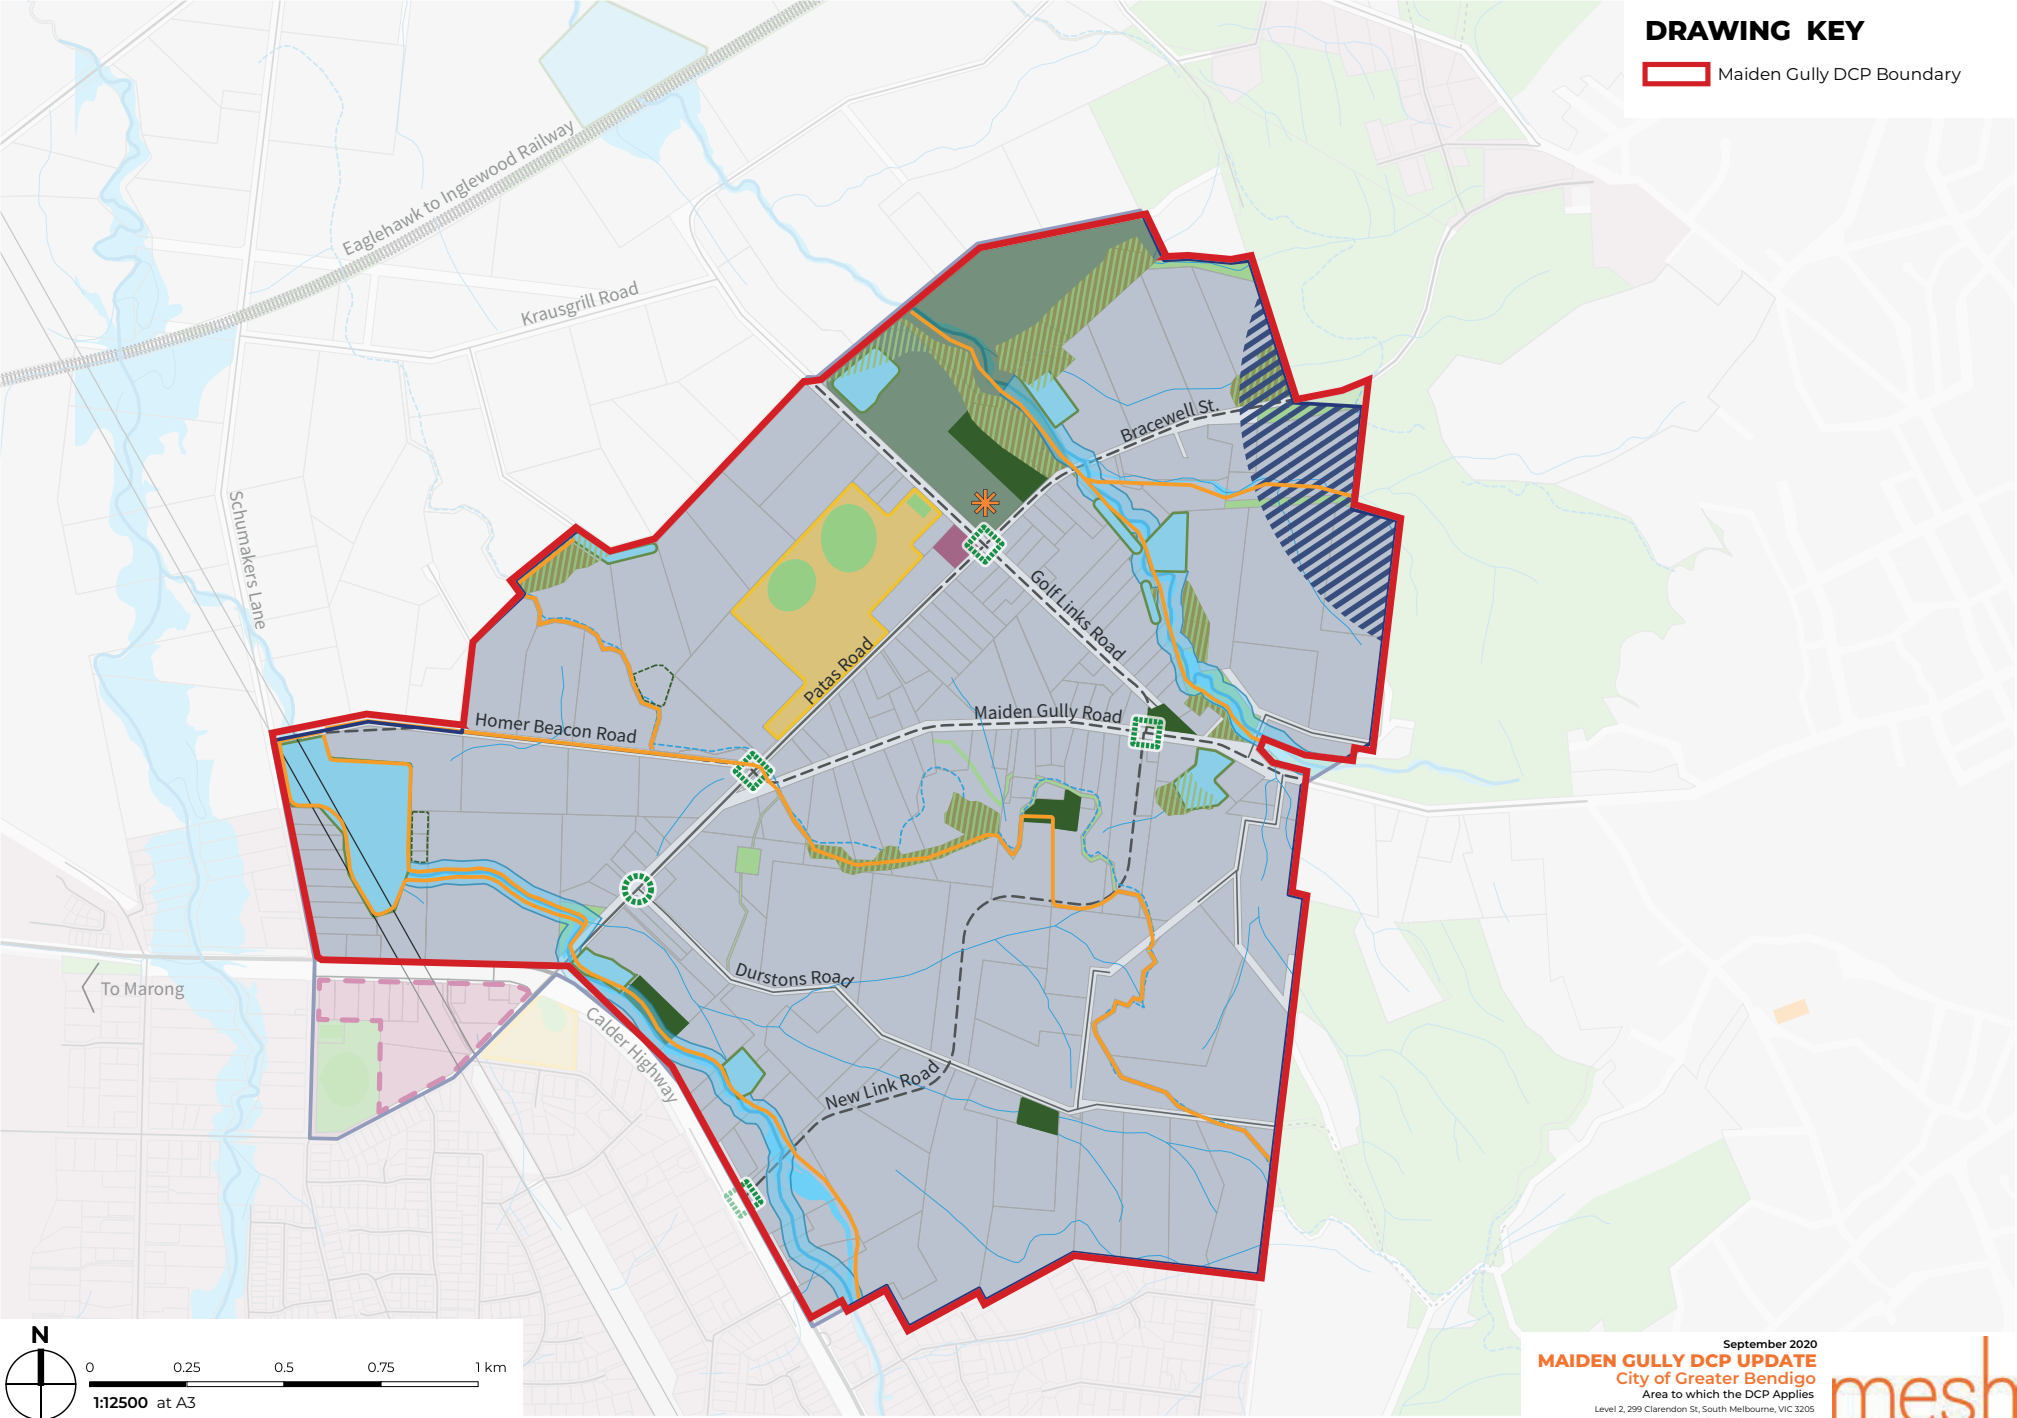 DRAWING KEY
Maiden Gully DCP Boundary
Eaglehawk to Inglewood Railway
Krausgrill Road
Schumakers Lane
Bracewell St.
Golf Links Road
Patas Road
Maiden Gully Road
Homer Beacon Road
Durstons Road
To Marong
Calder Highway
New Link Road
N
0 0.25 0.5 0.75 1 km
1:12500 at A3
September 2020
MAIDEN GULLY DCP UPDATE
City of Greater Bendigo
Area to which the DCP Applies
Level 2, 299 Clarendon St, South Melbourne, VIC 3205
mesh